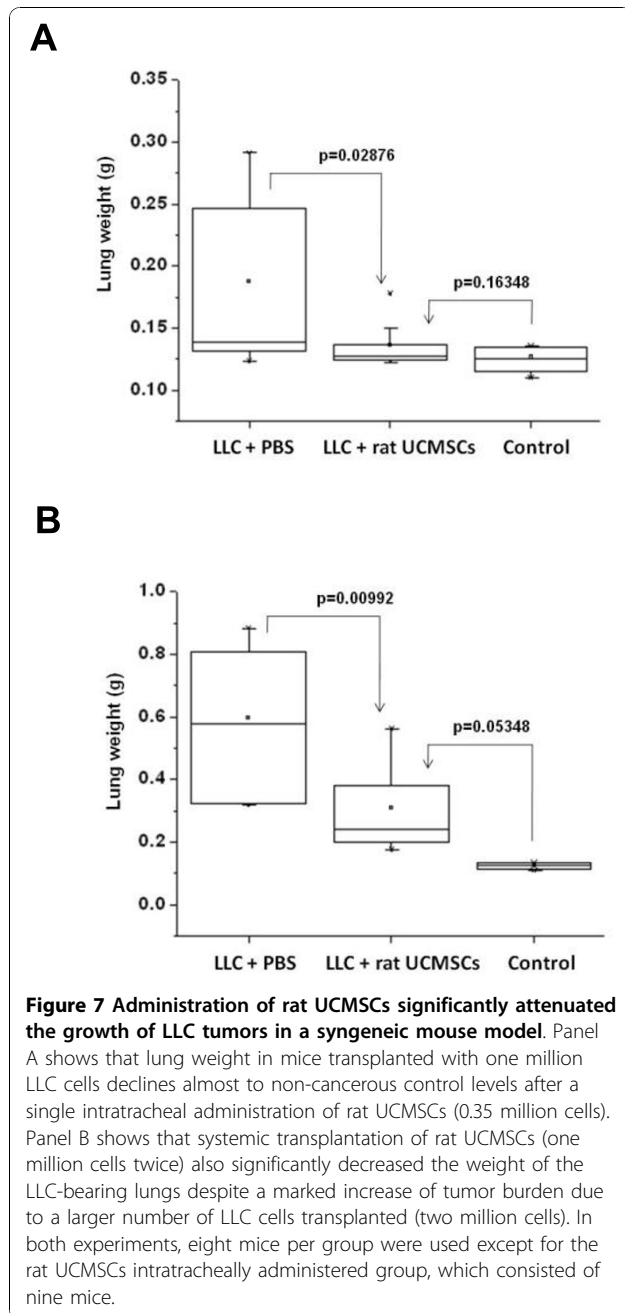 A
0.35
0.30
0.25
0.20
0.15
0.10
Lung weight (g)
p=0.02876
p=0.16348
LLC + PBS LLC + rat UCMSCs Control
B
1.0
0.8
0.6
0.4
0.2
0.0
Lung weight (g)
p=0.00992
p=0.05348
LLC + PBS LLC + rat UCMSCs Control
Figure 7 Administration of rat UCMSCs significantly attenuated
the growth of LLC tumors in a syngeneic mouse model. Panel
A shows that lung weight in mice transplanted with one million
LLC cells declines almost to non-cancerous control levels after a
single intratracheal administration of rat UCMSCs (0.35 million cells).
Panel B shows that systemic transplantation of rat UCMSCs (one
million cells twice) also significantly decreased the weight of the
LLC-bearing lungs despite a marked increase of tumor burden due
to a larger number of LLC cells transplanted (two million cells). In
both experiments, eight mice per group were used except for the
rat UCMSCs intratracheally administered group, which consisted of
nine mice.